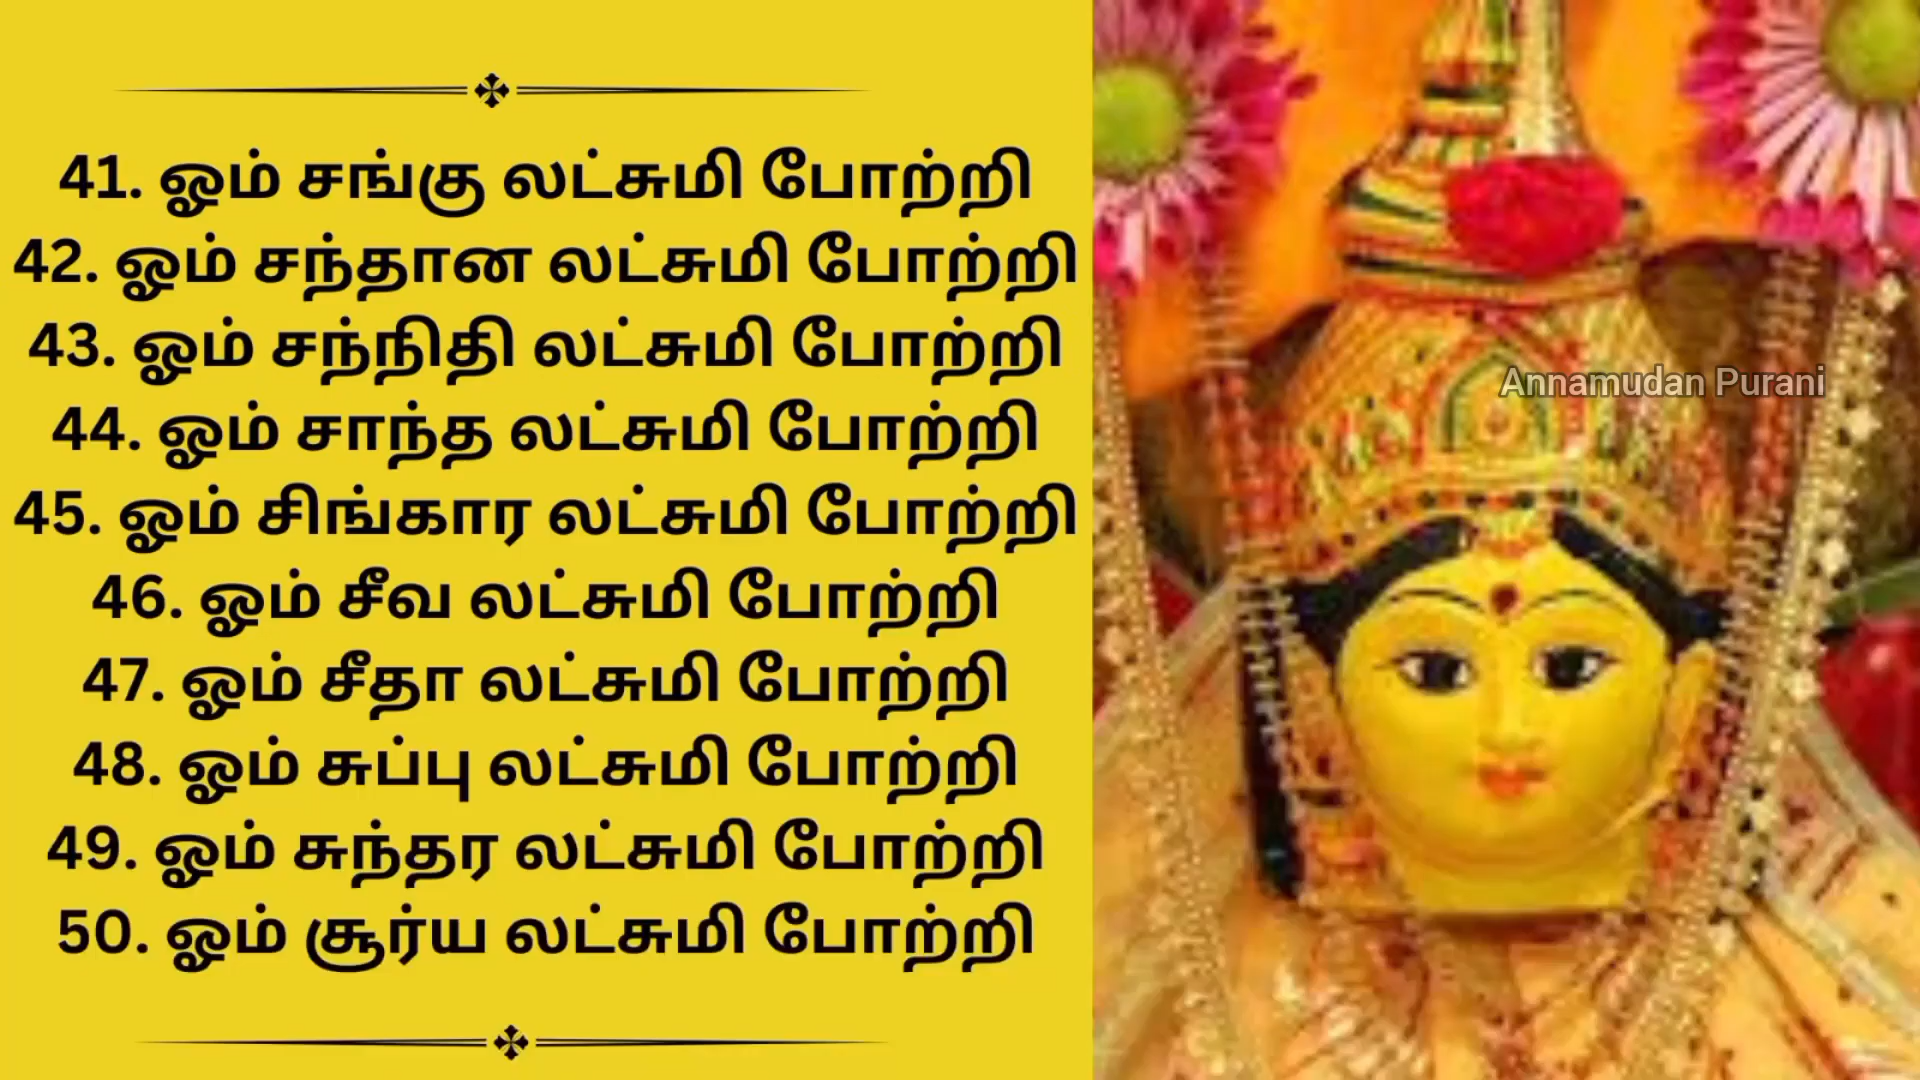 41. ஓம் சங்கு லட்சுமி போற்றி
42. ஓம் சந்தான லட்சுமி போற்றி
43. ஓம் சந்நிதி லட்சுமி போற்றி
44. ஓம் சாந்த லட்சுமி போற்றி
45. ஓம் சிங்கார லட்சுமி போற்றி
46. ஓம் சீவ லட்சுமி போற்றி
47. ஓம் சீதா லட்சுமி போற்றி
48. ஓம் சுப்பு லட்சுமி போற்றி
49. ஓம் சுந்தர லட்சுமி போற்றி
50. ஓம் சூர்ய லட்சுமி போற்றி
Annamudan Purani